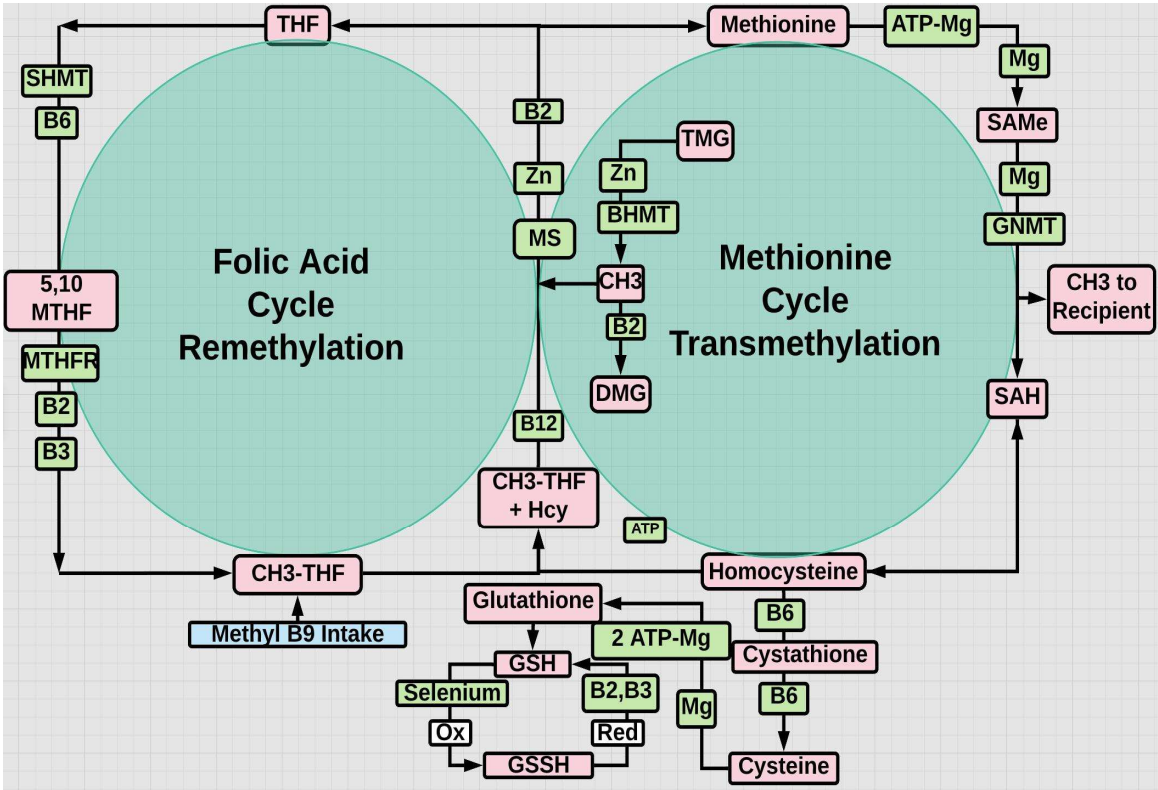 THF
Methionine
ATP-Mg
SHMT
Mg
B6
B2
SAMe
TMG
Zn
Zn
Mg
BHMT
MS
GNMT
Folic Acid
Cycle
Remethylation
Methionine
Cycle
Transmethylation
5,10
MTHF
CH3
CH3 to
Recipient
MTHFR
B2
B2
DMG
SAH
B3
B12
CH3-THF
+ Hcy
ATP
CH3-THF
Homocysteine
Methyl B9 Intake
Glutathione
B6
2 ATP-Mg
Cystathione
GSH
Selenium
B2,B3
Mg
B6
Ox
Red
GSSH
Cysteine